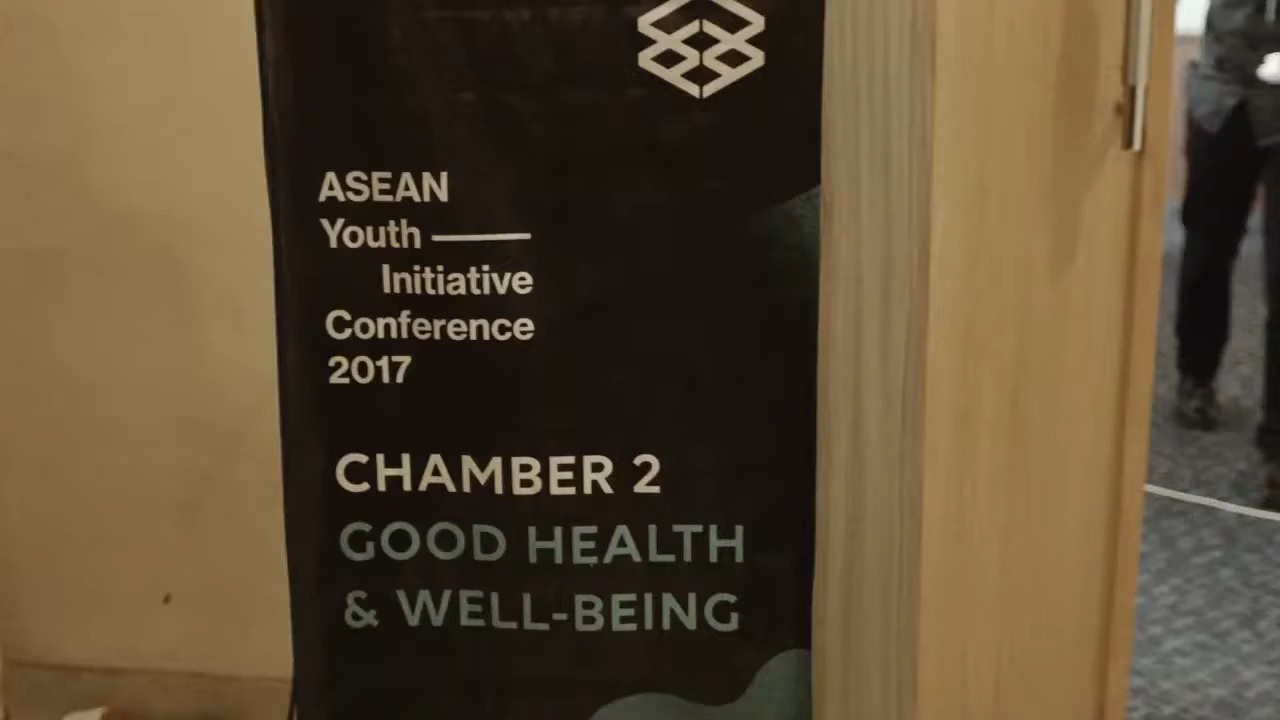 ASEAN
Youth
Initiative
Conference
2017
CHAMBER 2
GOOD HEALTH
& WELL-BEING